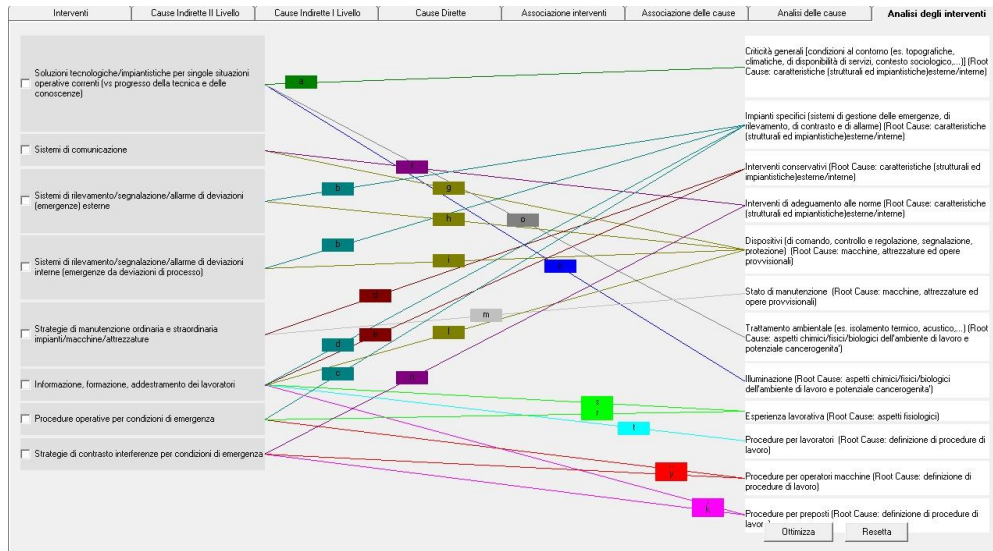 Interventi
Cause Indirette II Livello
Cause Indirette I Livello
Cause Dirette
Associazione interventi
Associazione delle cause
Analisi delle cause
Analisi degli interventi
Soluzioni tecnologiche/impiantistiche per singole situazioni
operative correnti (vs progresso della tecnica e delle
conoscenze)
Sistemi di comunicazione
Sistemi di rilevamento/segnalazione/allarme di deviazioni
(emergenze) esterne
Sistemi di rilevamento/segnalazione/allarme di deviazioni
interne (emergenze da deviazioni di processo)
Strategie di manutenzione ordinaria e straordinaria
impianti/macchine/attrezzature
Informazione, formazione, addestramento dei lavoratori
Procedure operative per condizioni di emergenza
Strategie di contrasto interferenze per condizioni di emergenza
a
b
g
h
o
b
i
m
d
l
c
s
r
t
k
Criticità generali [condizioni al contorno (es. topografiche,
climatiche, di disponibilità di servizi, contesto sociologico,...)] (Root
Cause: caratteristiche (strutturali ed impiantistiche)esterne/interne)
Impianti specifici (sistemi di gestione delle emergenze, di
rilevamento, di contrasto e di allarme) (Root Cause: caratteristiche
(strutturali ed impiantistiche)esterne/interne)
Interventi conservativi (Root Cause: caratteristiche (strutturali ed
impiantistiche)esterne/interne)
Interventi di adeguamento alle norme (Root Cause: caratteristiche
(strutturali ed impiantistiche)esterne/interne)
Dispositivi (di comando, controllo e regolazione, segnalazione,
protezione) (Root Cause: macchine, attrezzature ed opere
provvisionali)
Stato di manutenzione (Root Cause: macchine, attrezzature ed
opere provvisionali)
Trattamento ambientale (es. isolamento termico, acustico,...) (Root
Cause: aspetti chimici/fisici/biologici dell'ambiente di lavoro e
potenziale cancerogenita')
Illuminazione (Root Cause: aspetti chimici/fisici/biologici
dell'ambiente di lavoro e potenziale cancerogenita')
Esperienza lavorativa (Root Cause: aspetti fisiologici)
Procedure per lavoratori (Root Cause: definizione di procedure di
lavoro)
Procedure per operatori macchine (Root Cause: definizione di
procedure di lavoro)
Procedure per preposti (Root Cause: definizione di procedure di
Ottimizza
Resetta